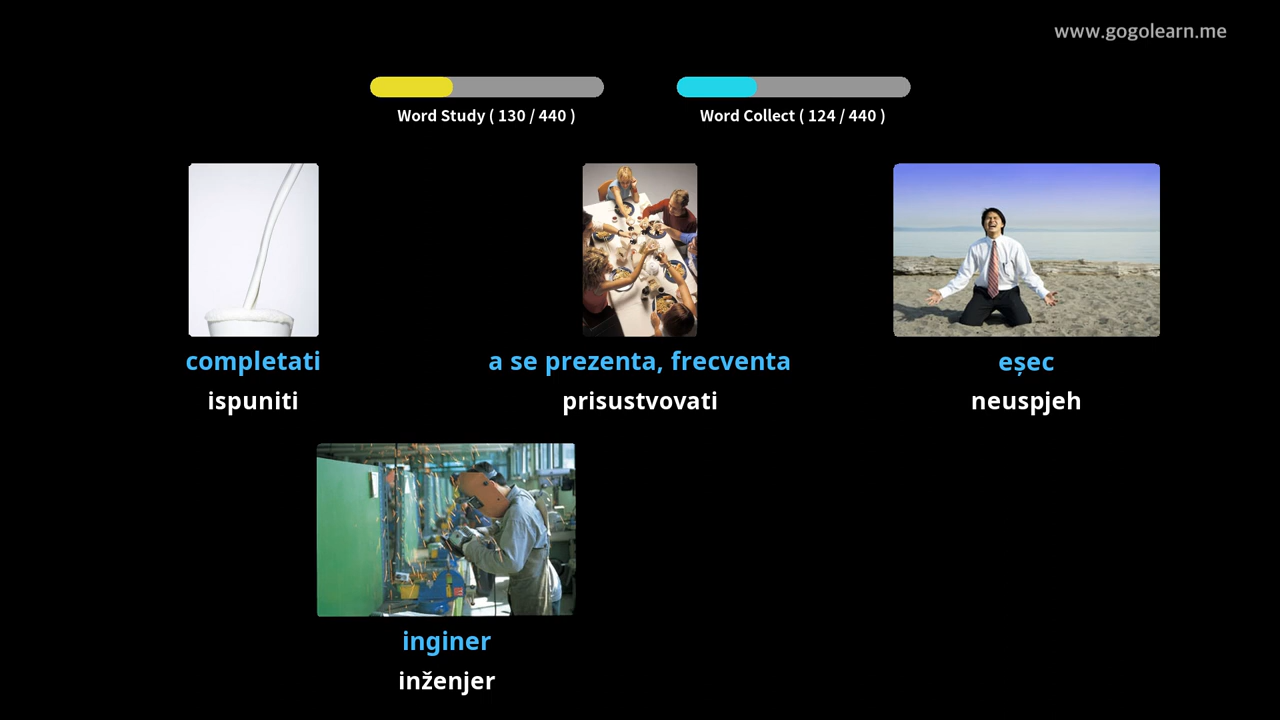 www.gogolearn.me
Word Study ( 130 / 440 )
Word Collect ( 124 / 440 )
completati
ispuniti
a se prezenta, frecventa
prisustvovati
eșec
neuspjeh
inginer
inženjer